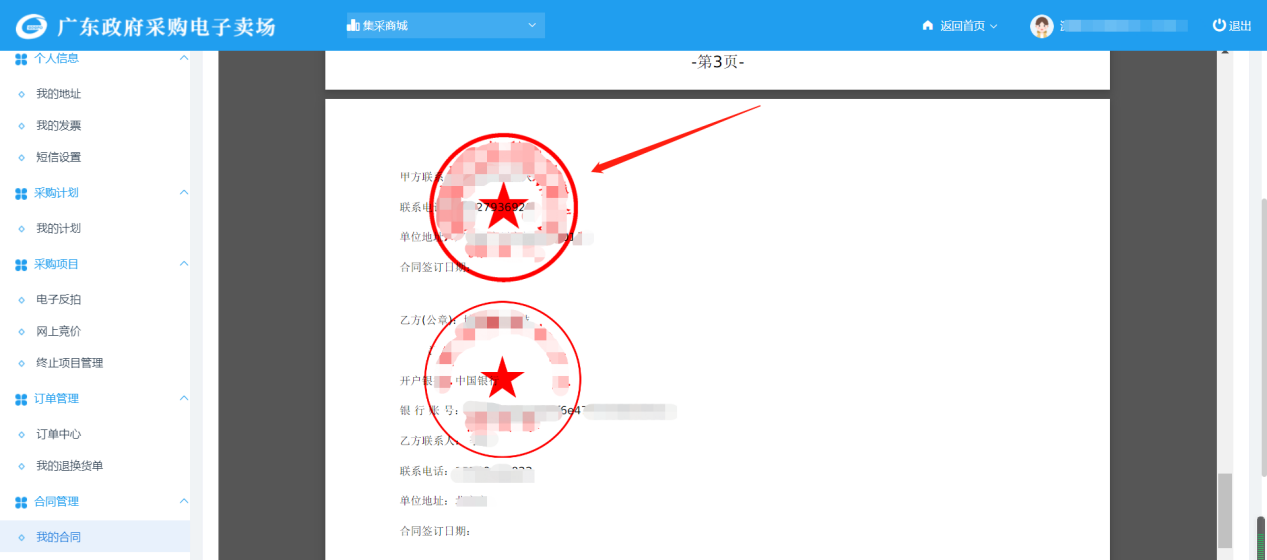 广东政府采购电子卖场
集采商城
返回首页
退出
个人信息
我的地址
我的发票
短信设置
采购计划
我的计划
采购项目
电子反拍
网上竞价
终止项目管理
订单管理
订单中心
我的退换货单
合同管理
我的合同
-第3页-
甲方联系
联系电 2793692
单位地址:
合同签订日期:
乙方(公章):
开户银 中国银行
银 行 账 号: 6e47
乙方联系人:
联系电话:
单位地址:
合同签订日期: